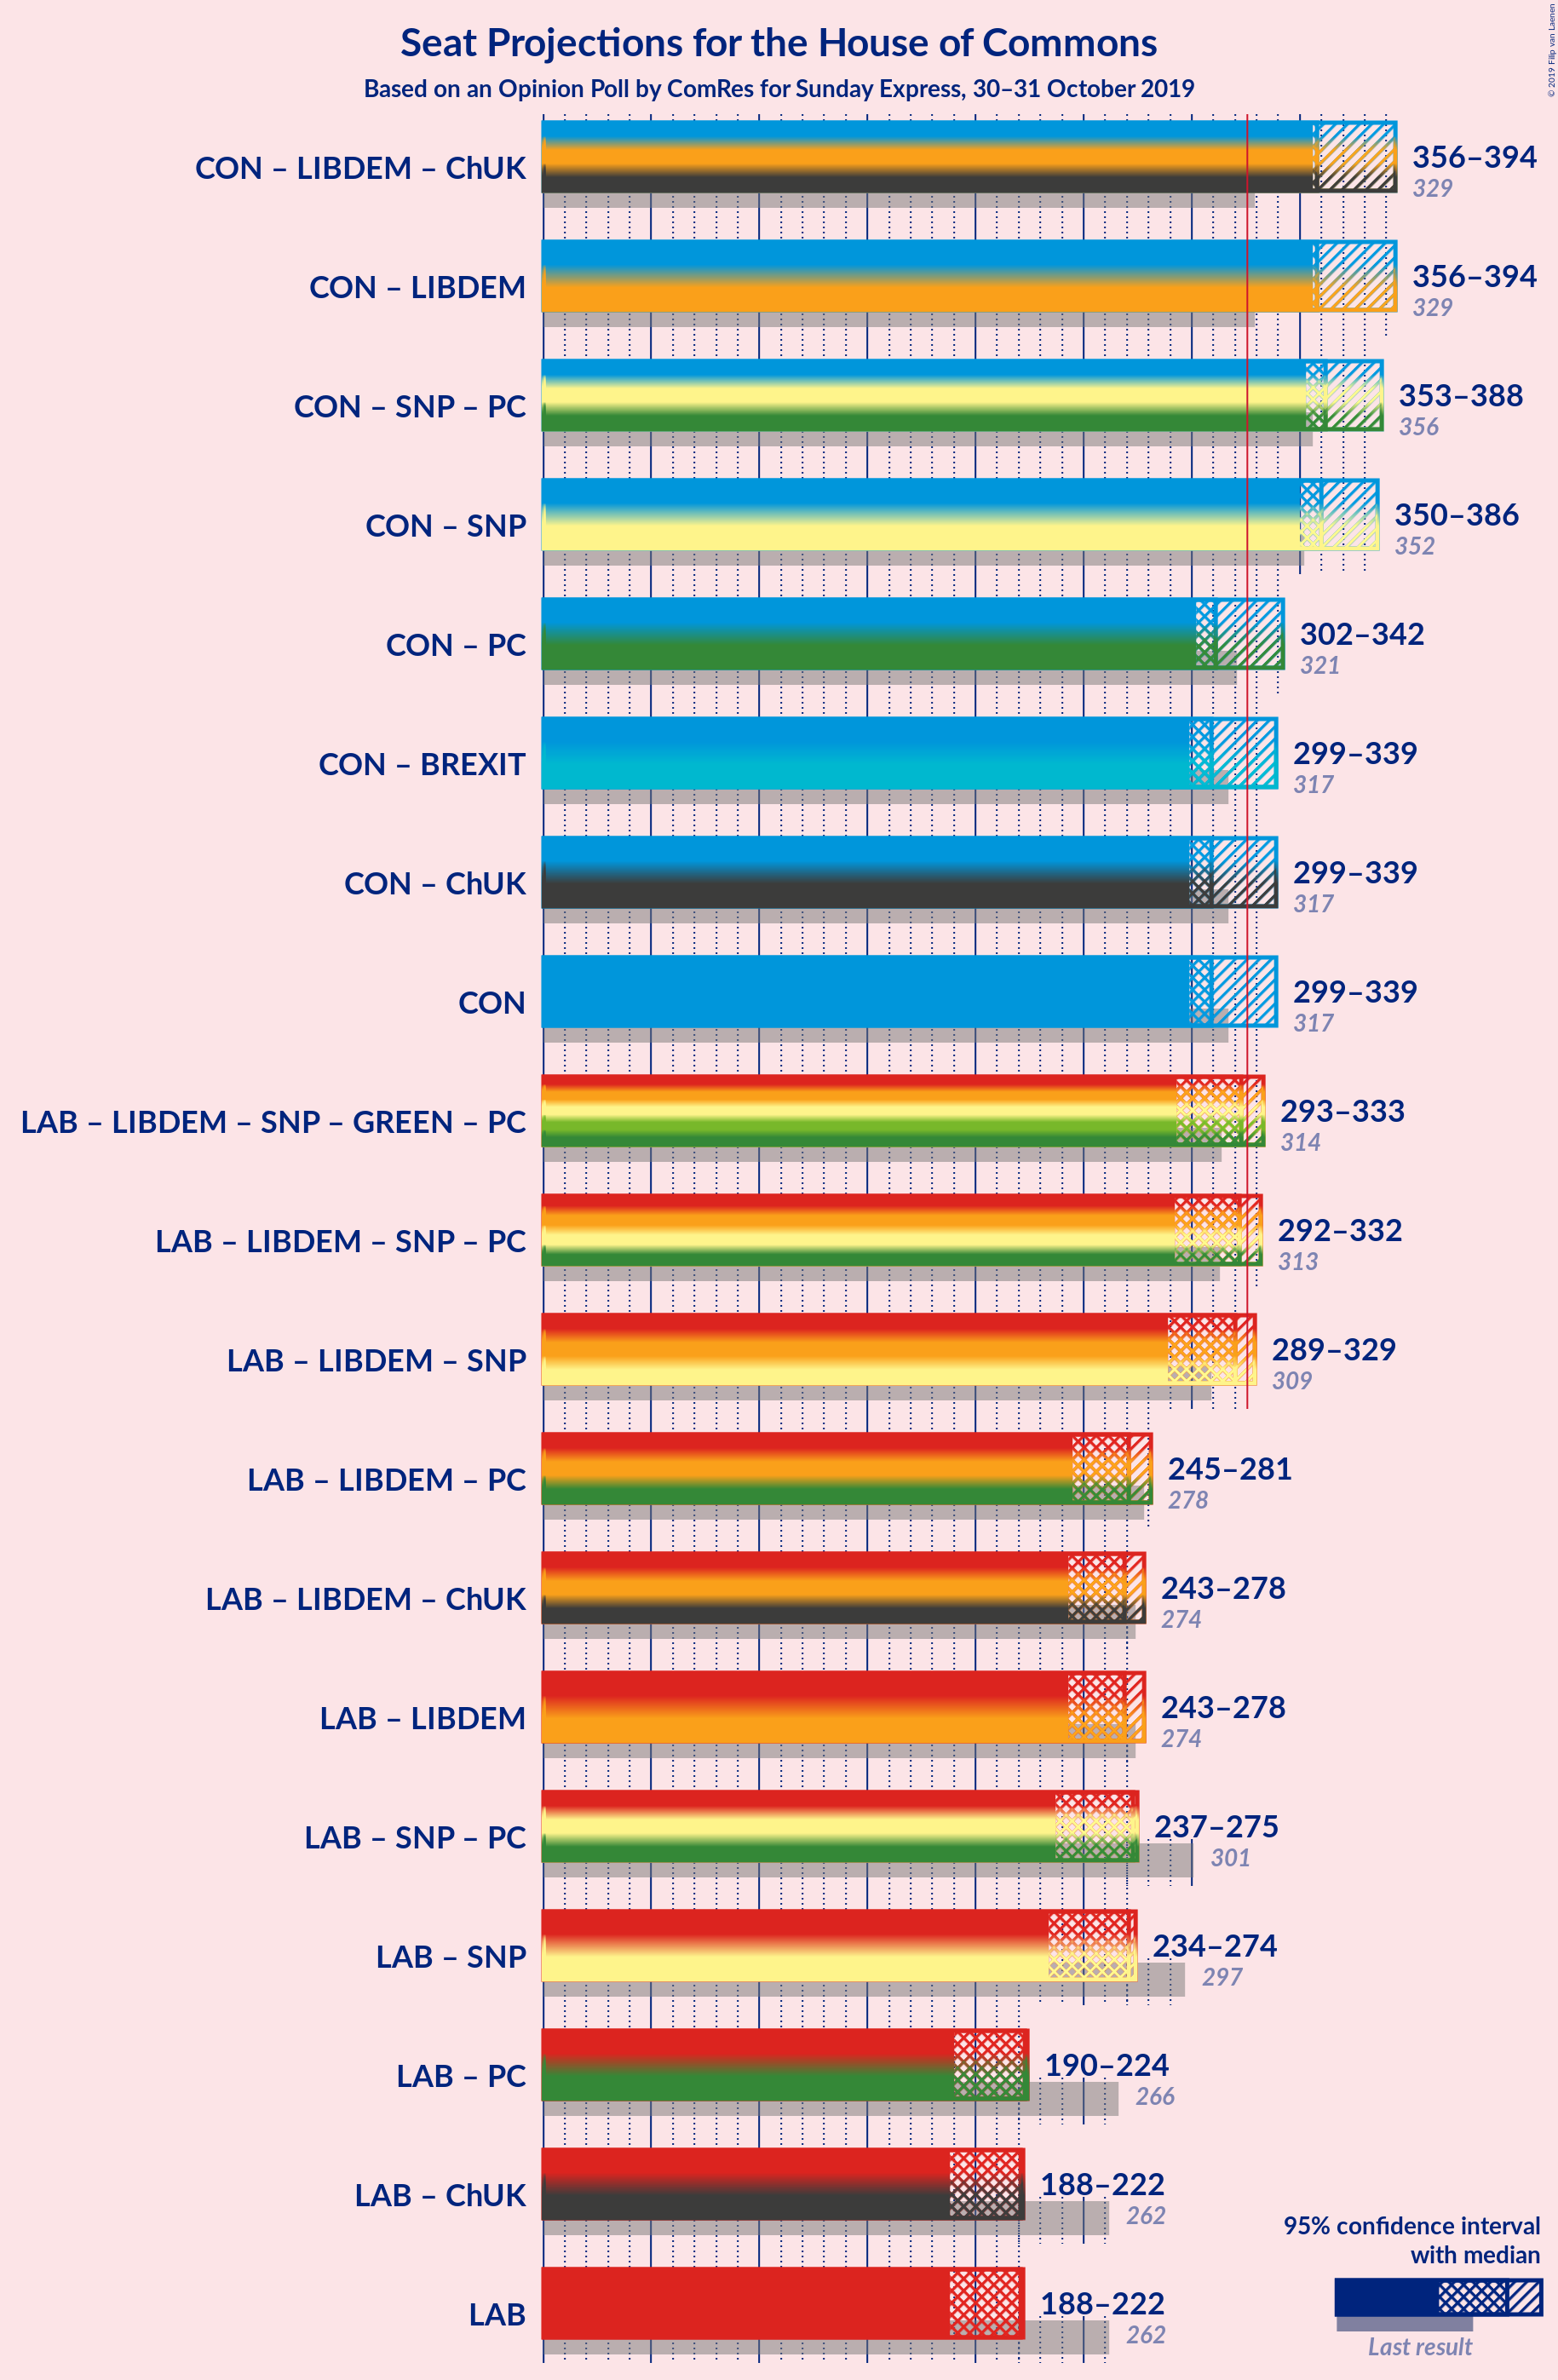 Seat Projections for the House of Commons
Based on an Opinion Poll by ComRes for Sunday Express, 30–31 October 2019
© 2019 Filip van Laenen
CON – LIBDEM – ChUK
356–394
329
CON – LIBDEM
356–394
329
CON – SNP – PC
353–388
356
CON – SNP
350–386
352
CON – PC
302–342
321
CON – BREXIT
299–339
317
CON – ChUK
299–339
317
CON
299–339
317
LAB – LIBDEM – SNP – GREEN – PC
293–333
314
LAB – LIBDEM – SNP – PC
292–332
313
LAB – LIBDEM – SNP
289–329
309
LAB – LIBDEM – PC
245–281
278
LAB – LIBDEM – ChUK
243–278
274
LAB – LIBDEM
243–278
274
LAB – SNP – PC
237–275
301
LAB – SNP
234–274
297
LAB – PC
190–224
266
LAB – ChUK
188–222
262
LAB
188–222
262
95% confidence interval
with median
Last result